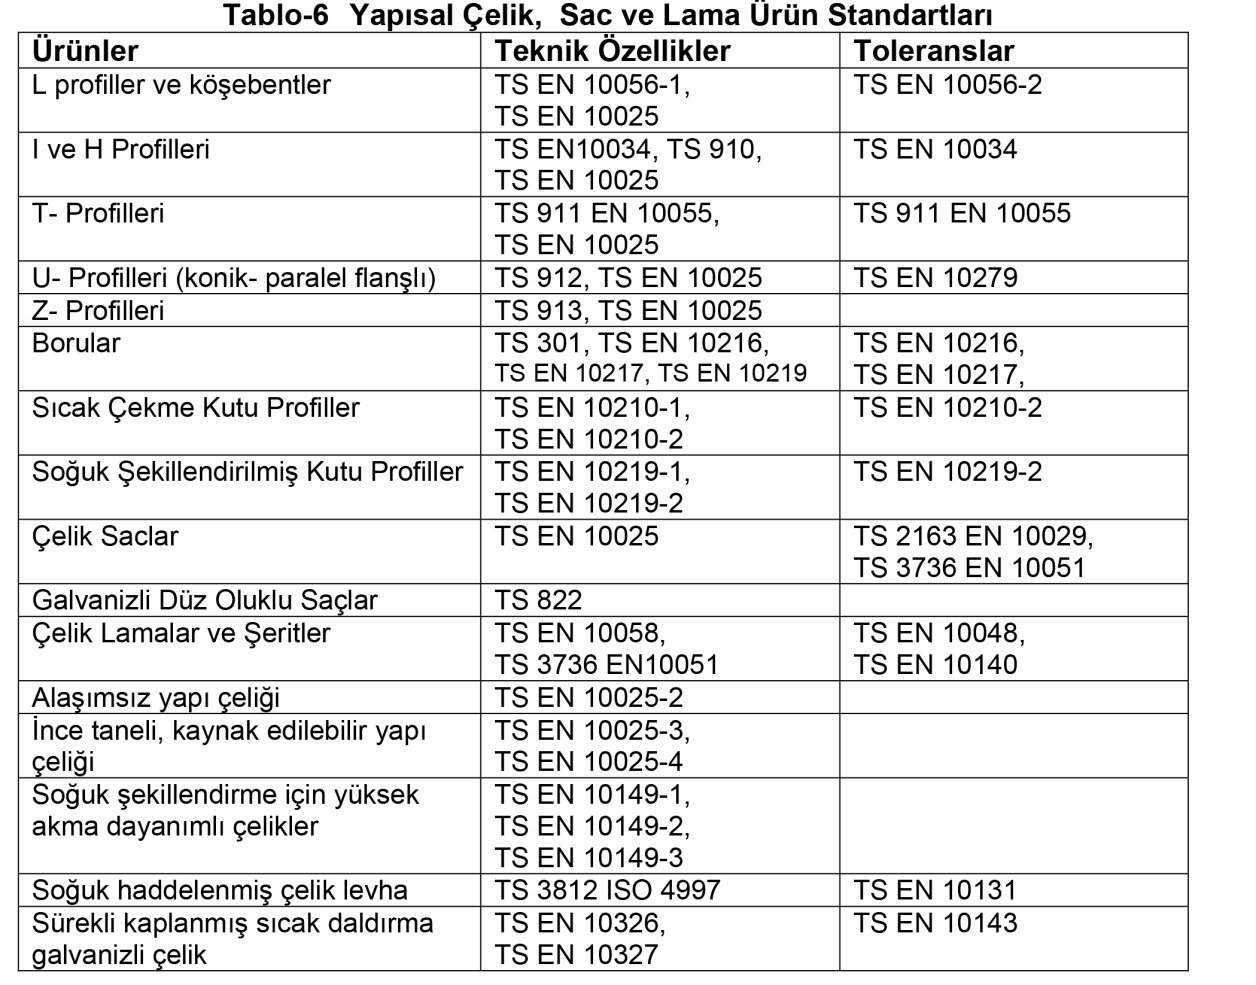 Tablo-6 Yapısal Çelik, Sac ve Lama Ürün Standartları
Ürünler Teknik Özellikler Toleranslar
L profiller ve köşebentler TS EN 10056-1, TS EN 10056-2
TS EN 10025
I ve H Profilleri TS EN10034, TS 910, TS EN 10034
TS EN 10025
T- Profilleri TS 911 EN 10055, TS 911 EN 10055
TS EN 10025
U- Profilleri (konik- paralel flanşlı) TS 912, TS EN 10025 TS EN 10279
Z- Profilleri TS 913, TS EN 10025
Borular TS 301, TS EN 10216, TS EN 10216,
TS EN 10217, TS EN 10219 TS EN 10217,
Sıcak Çekme Kutu Profiller TS EN 10210-1, TS EN 10210-2
TS EN 10210-2
Soğuk Şekillendirilmiş Kutu Profiller TS EN 10219-1, TS EN 10219-2
TS EN 10219-2
Çelik Saclar TS EN 10025 TS 2163 EN 10029,
TS 3736 EN 10051
Galvanizli Düz Oluklu Saçlar TS 822
Çelik Lamalar ve Şeritler TS EN 10058, TS EN 10048,
TS 3736 EN10051 TS EN 10140
Alaşımsız yapı çeliği TS EN 10025-2
İnce taneli, kaynak edilebilir yapı TS EN 10025-3,
çeliği TS EN 10025-4
Soğuk şekillendirme için yüksek TS EN 10149-1,
akma dayanımlı çelikler TS EN 10149-2,
TS EN 10149-3
Soğuk haddelenmiş çelik levha TS 3812 ISO 4997 TS EN 10131
Sürekli kaplanmış sıcak daldırma TS EN 10326, TS EN 10143
galvanizli çelik TS EN 10327